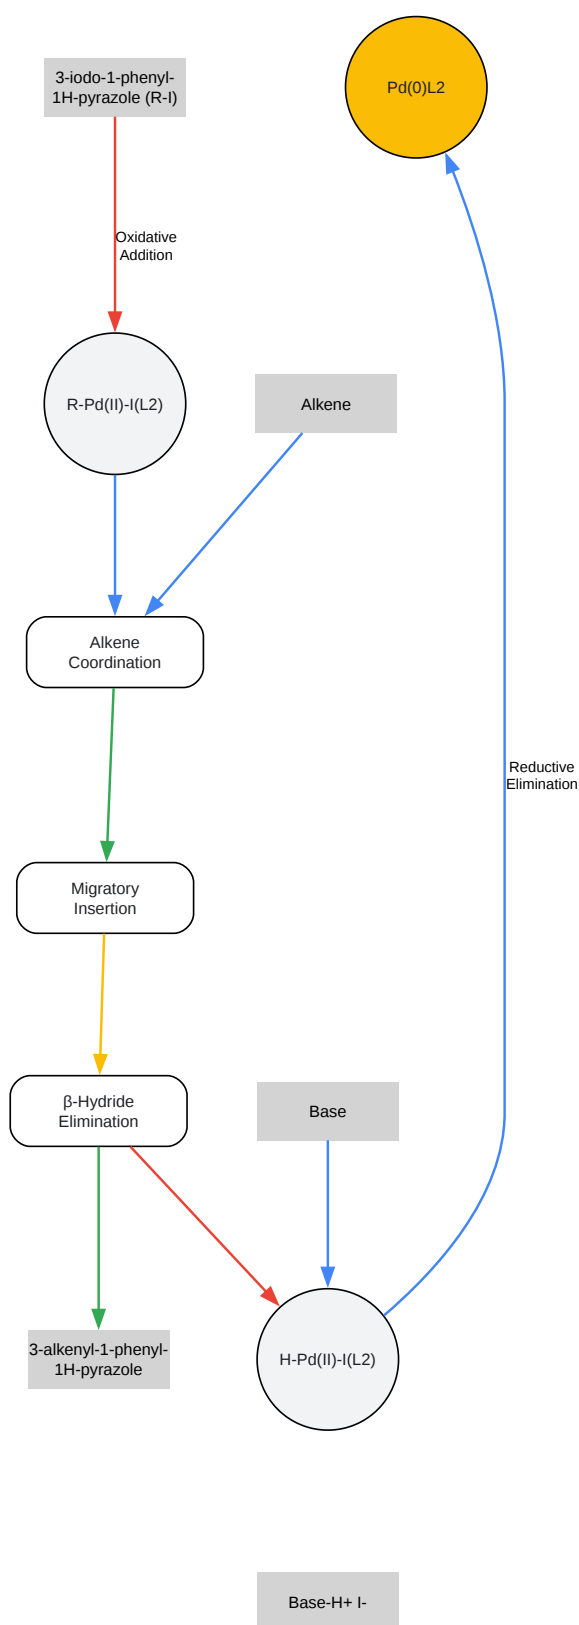 Pd(0)L2
3-iodo-1-phenyl-
1H-pyrazole (R-I)
Oxidative
Addition
R-Pd(II)-I(L2)
Alkene
Alkene
Coordination
Reductive
Elimination
Migratory
Insertion
β-Hydride
Elimination
Base
3-alkenyl-1-phenyl-
1H-pyrazole
H-Pd(II)-I(L2)
Base-H+ I-